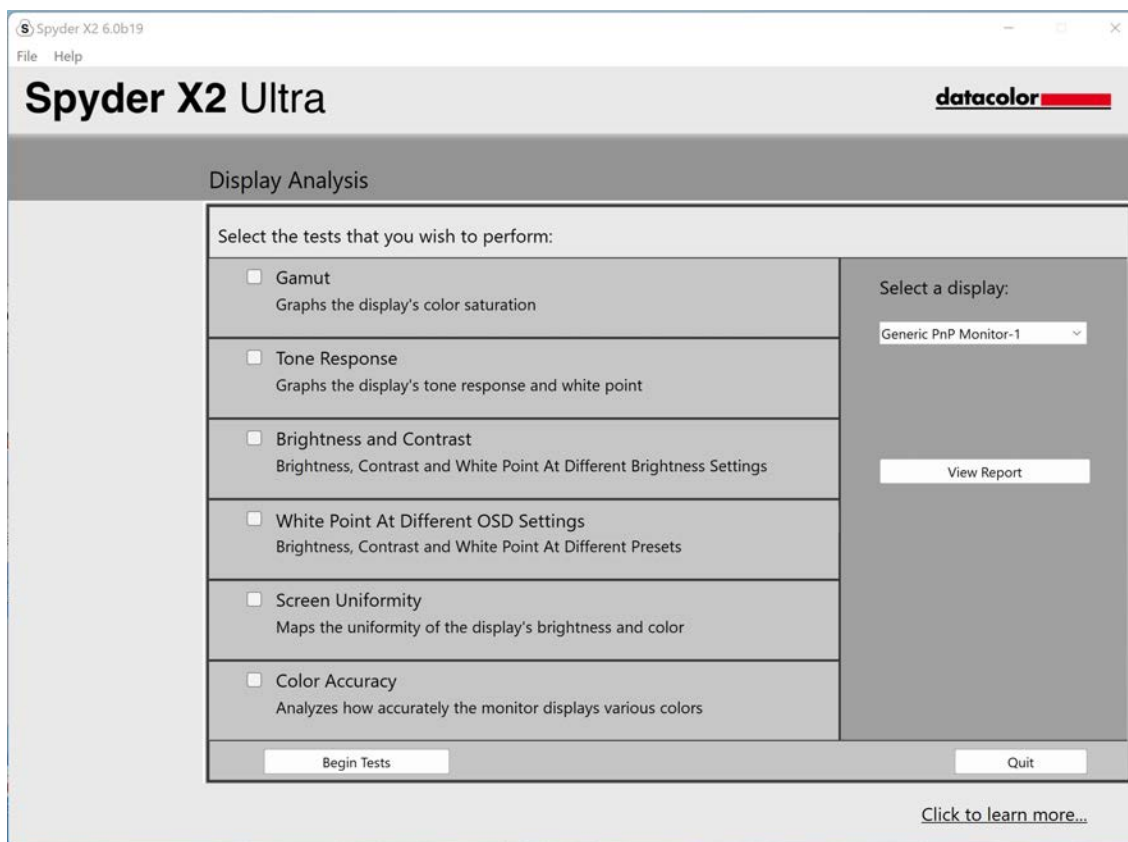 Spyder X2 6.0b19
File Help
Spyder X2 Ultra
datacolor
Display Analysis
Select the tests that you wish to perform:
Gamut
Graphs the display's color saturation
Tone Response
Graphs the display's tone response and white point
Brightness and Contrast
Brightness, Contrast and White Point At Different Brightness Settings
White Point At Different OSD Settings
Brightness, Contrast and White Point At Different Presets
Screen Uniformity
Maps the uniformity of the display's brightness and color
Color Accuracy
Analyzes how accurately the monitor displays various colors
Select a display:
Generic PnP Monitor-1
View Report
Begin Tests
Quit
Click to learn more...